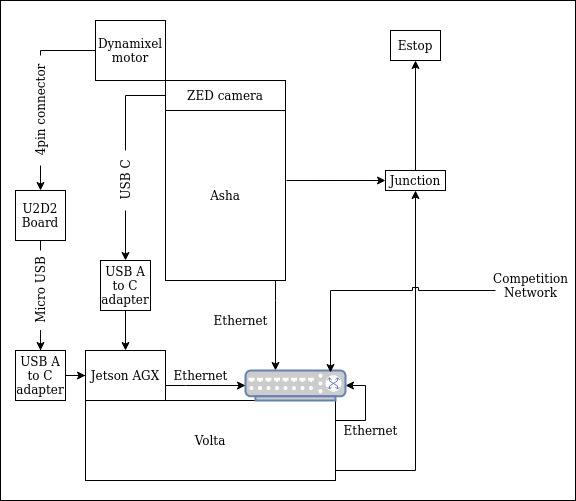 Dynamixel
motor
Estop
ZED camera
4pin connector
USB C
Asha
Junction
U2D2
Board
Micro USB
USB A
to C
adapter
Competition
Network
Ethernet
USB A
to C
adapter
Jetson AGX
Ethernet
Ethernet
Volta